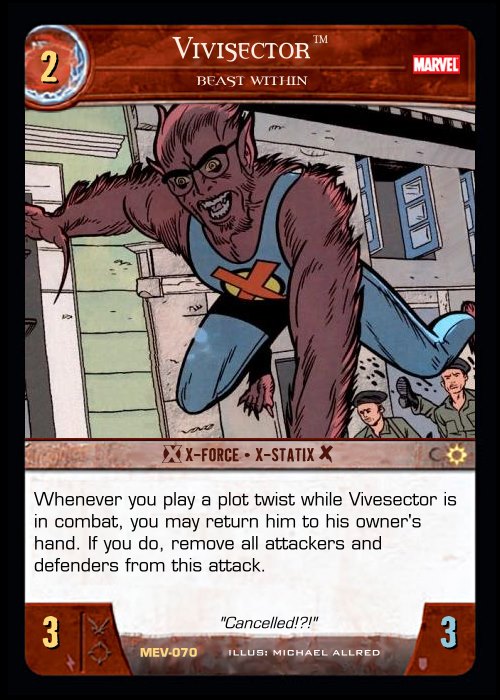 2
VIVISECTOR™
BEAST WITHIN
MARVEL
X-FORCE • X-STATIX
C
Whenever you play a plot twist while Vivesector is
in combat, you may return him to his owner's
hand. If you do, remove all attackers and
defenders from this attack.
"Cancelled!?!"
3
MEV-070 ILLUS: MICHAEL ALLRED
3